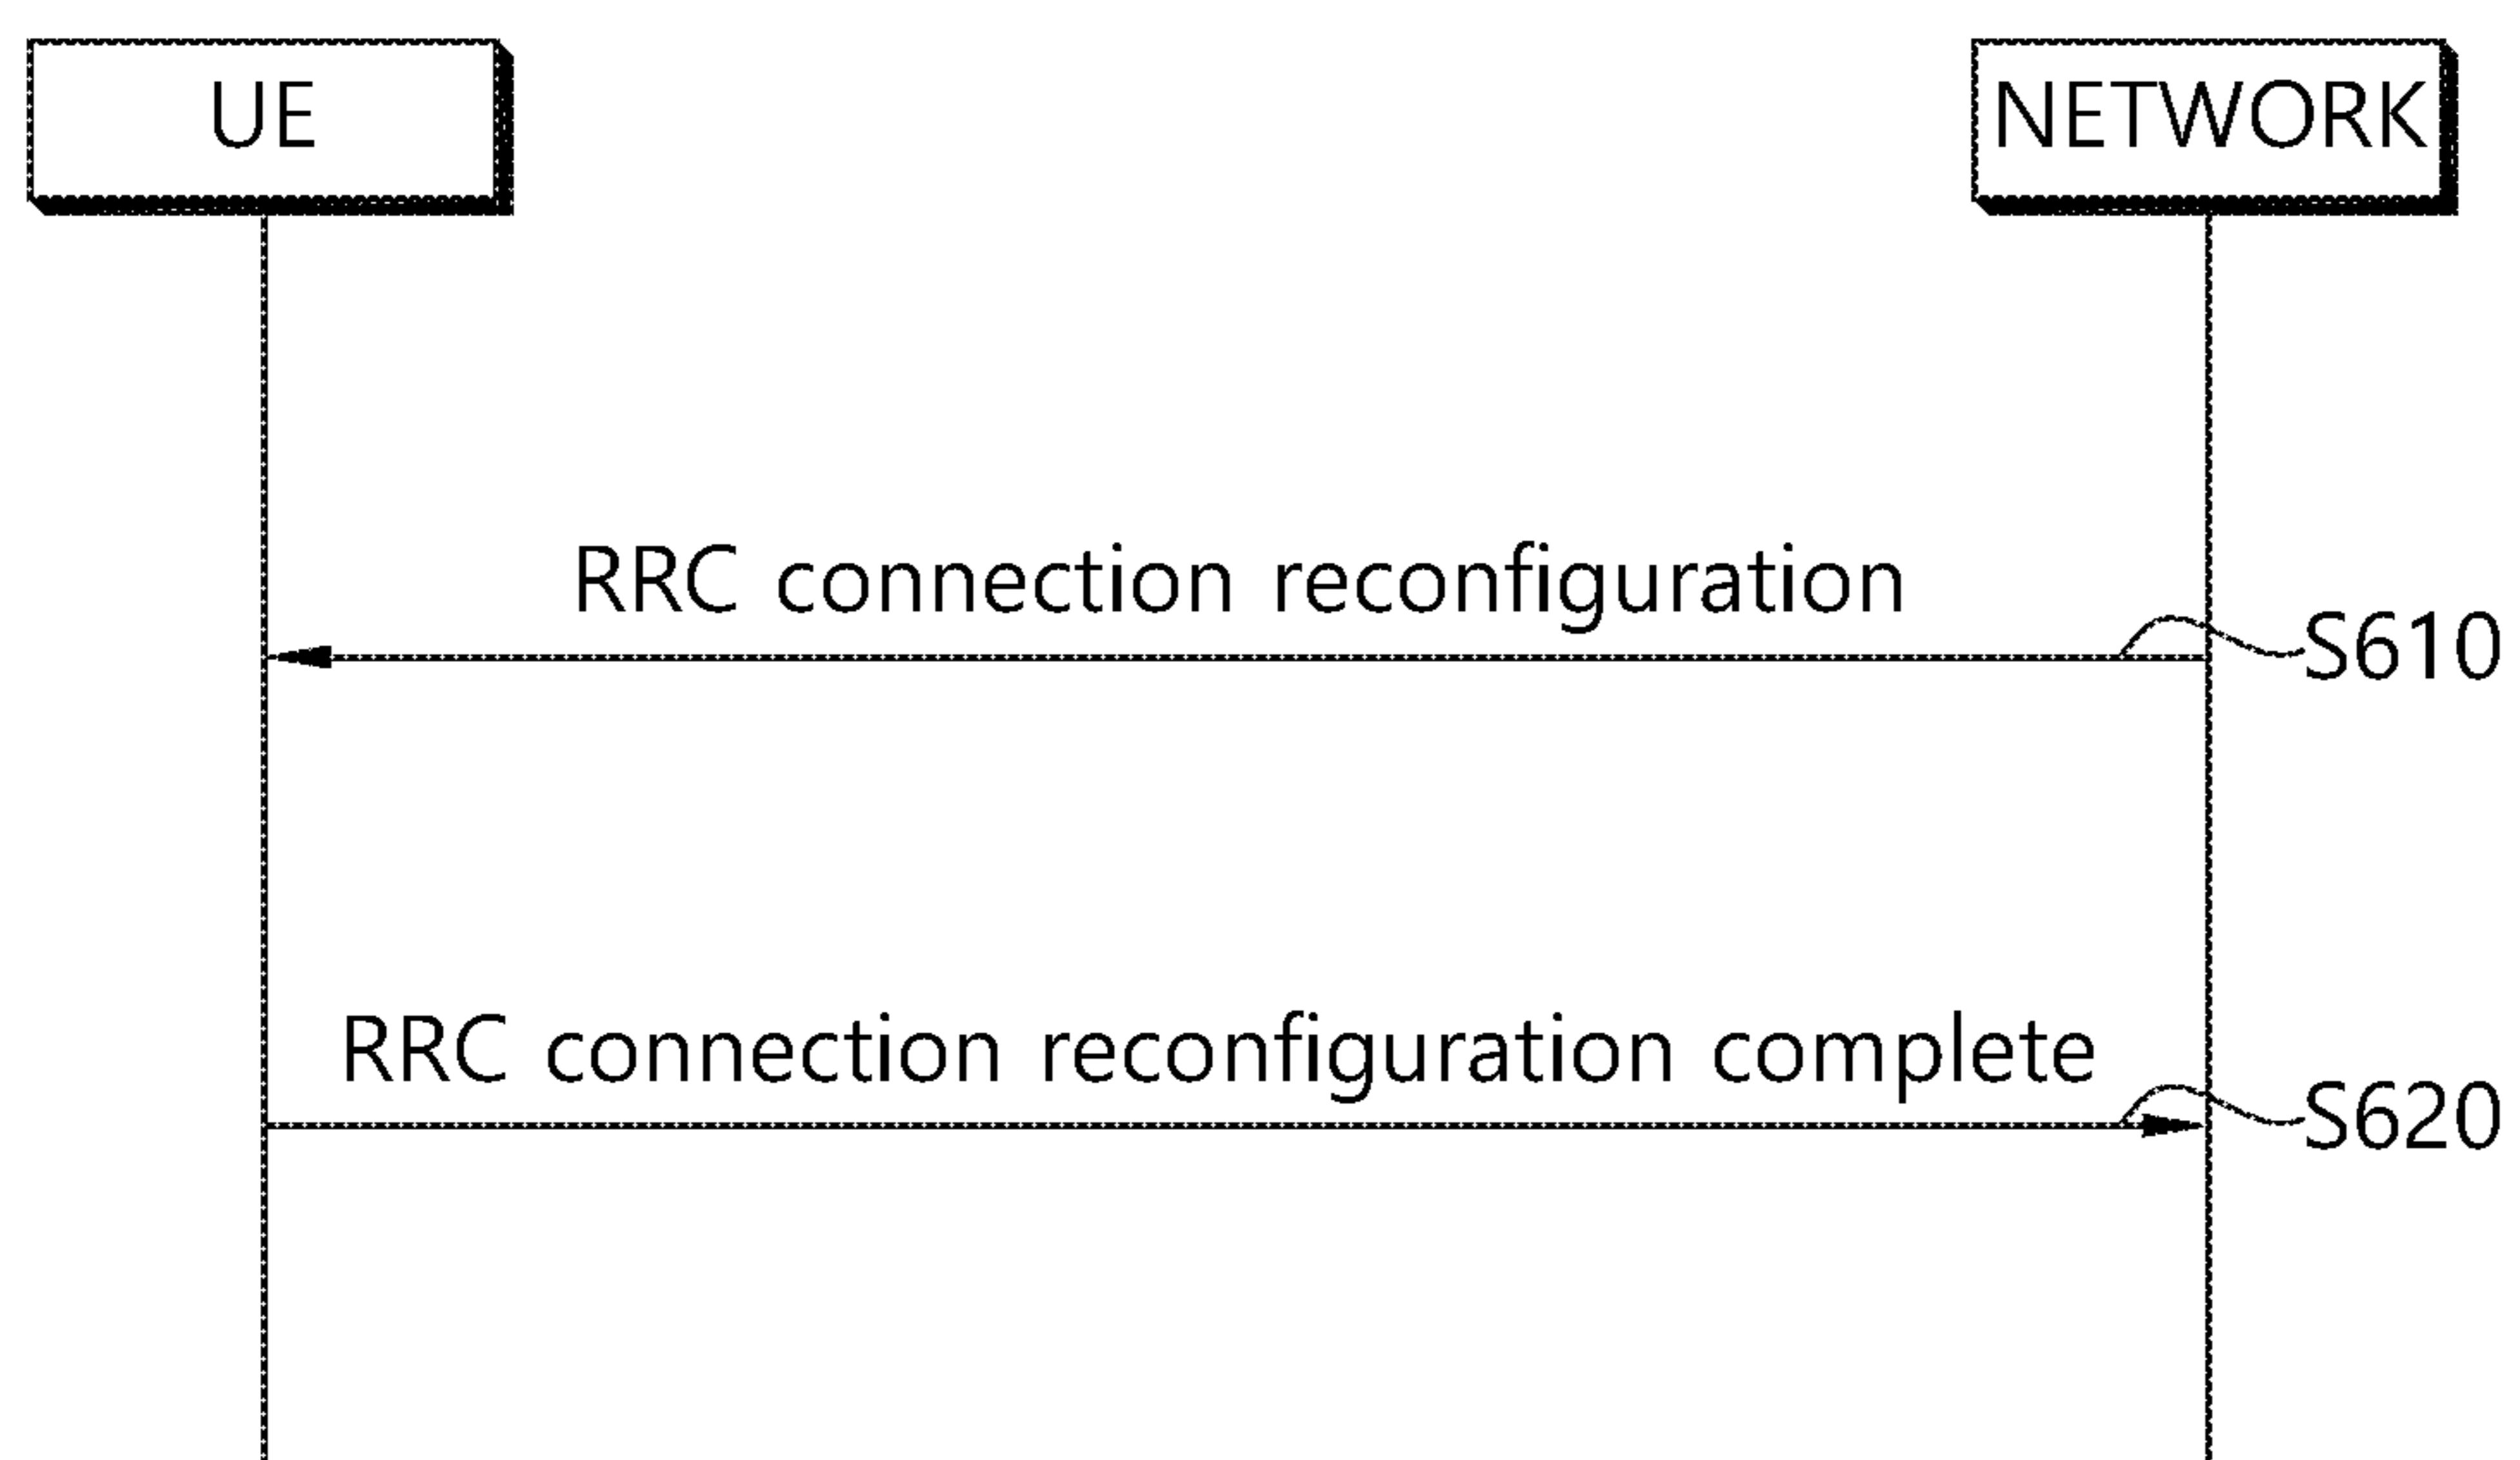 UE
NETWORK
RRC connection reconfiguration
S610
RRC connection reconfiguration complete
S620